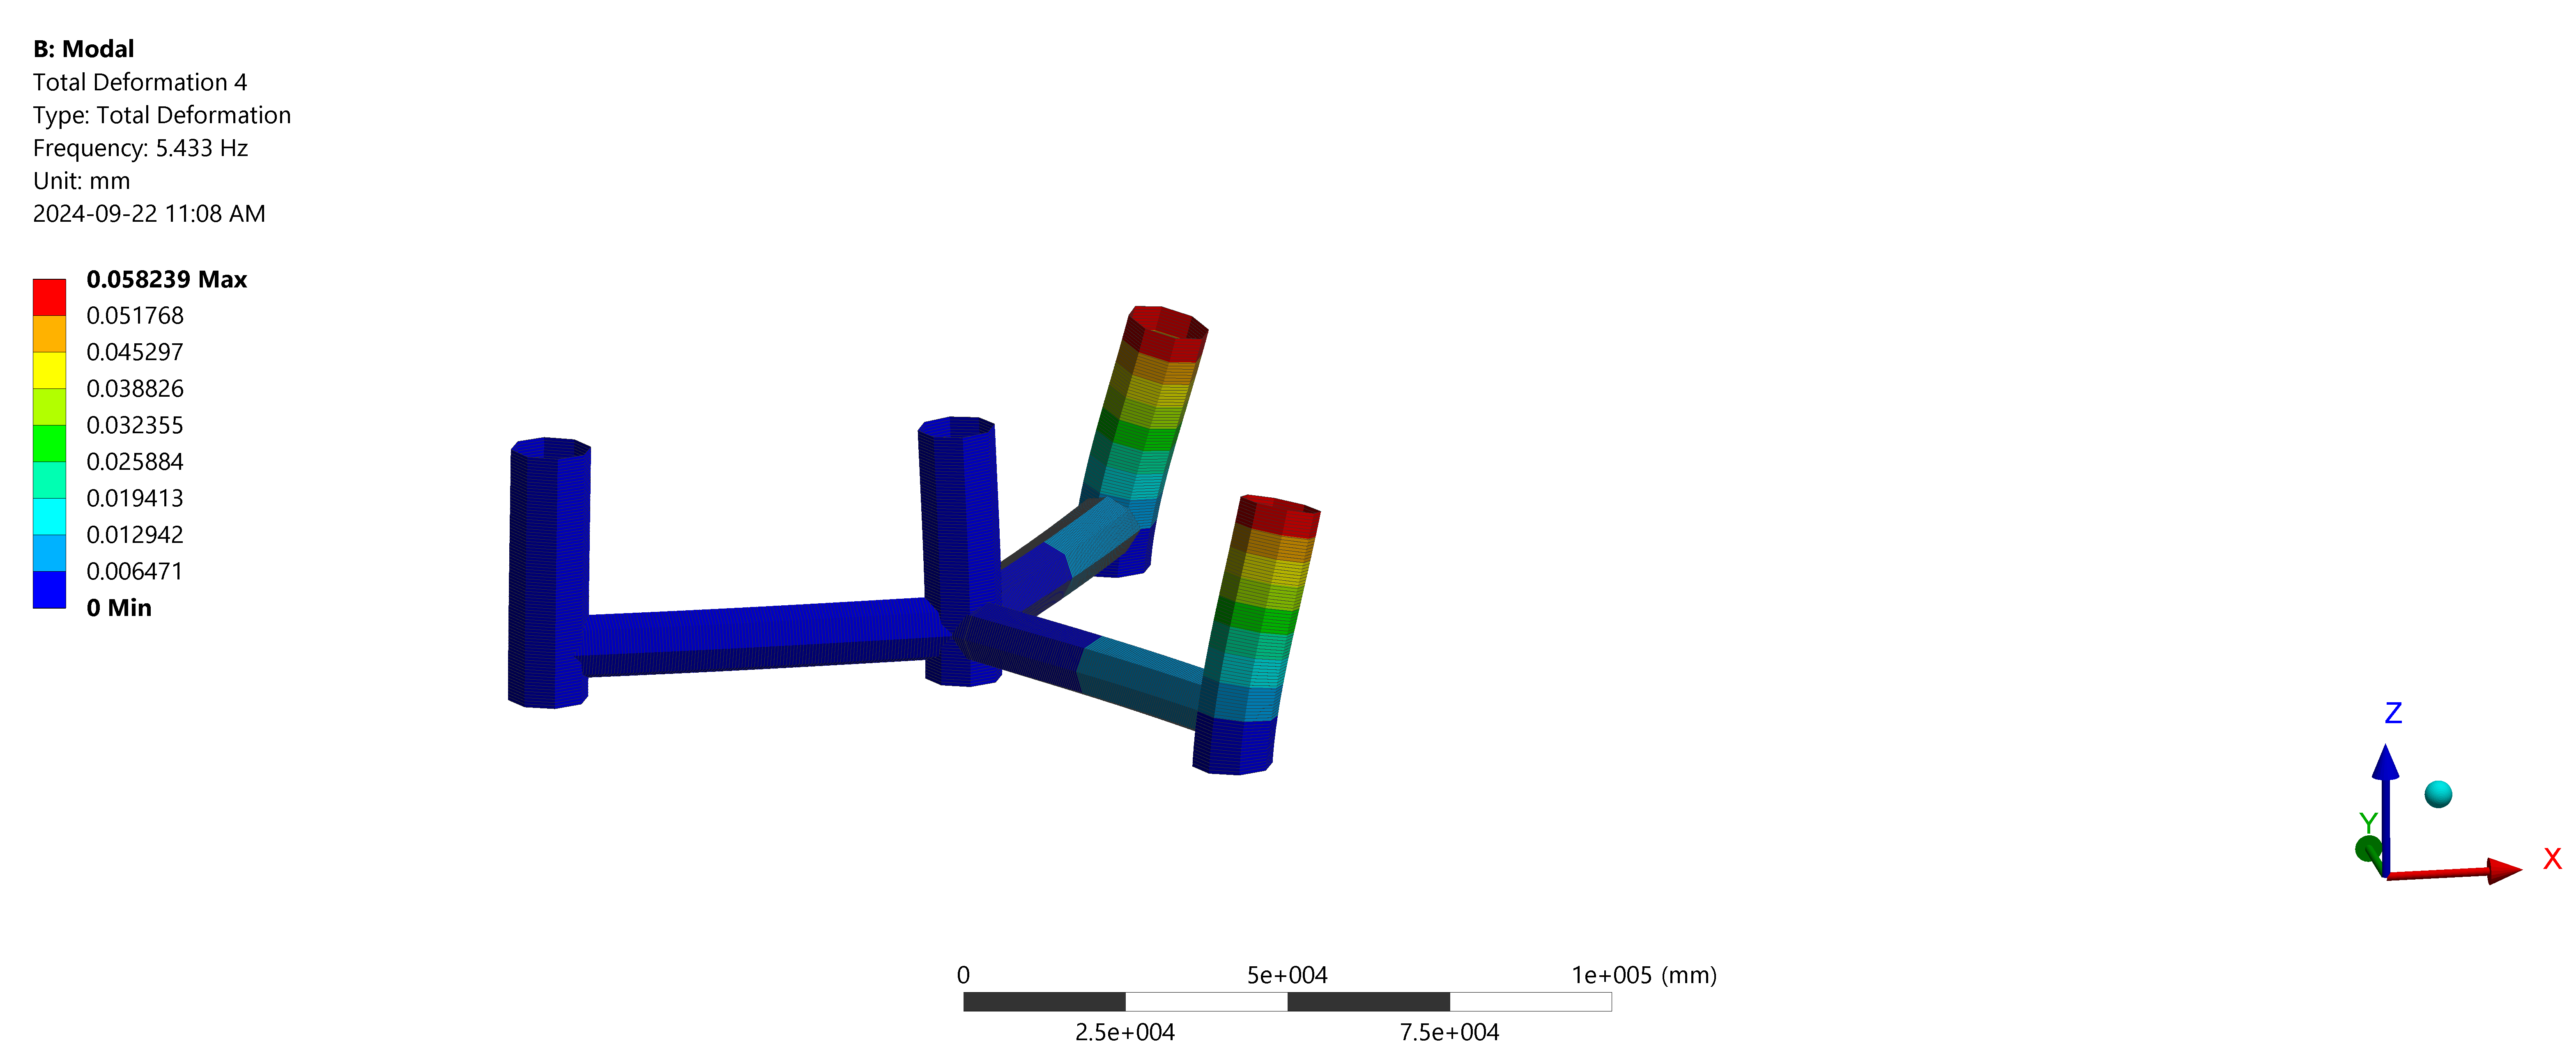 B: Modal
Total Deformation 4
Type: Total Deformation
Frequency: 5.433 Hz
Unit: mm
2024-09-22 11:08 AM
0.058239 Max
0.051768
0.045297
0.038826
0.032355
0.025884
0.019413
0.012942
0.006471
0 Min
Z
Y
X
0 5e+004 1e+005 (mm)
2.5e+004 7.5e+004